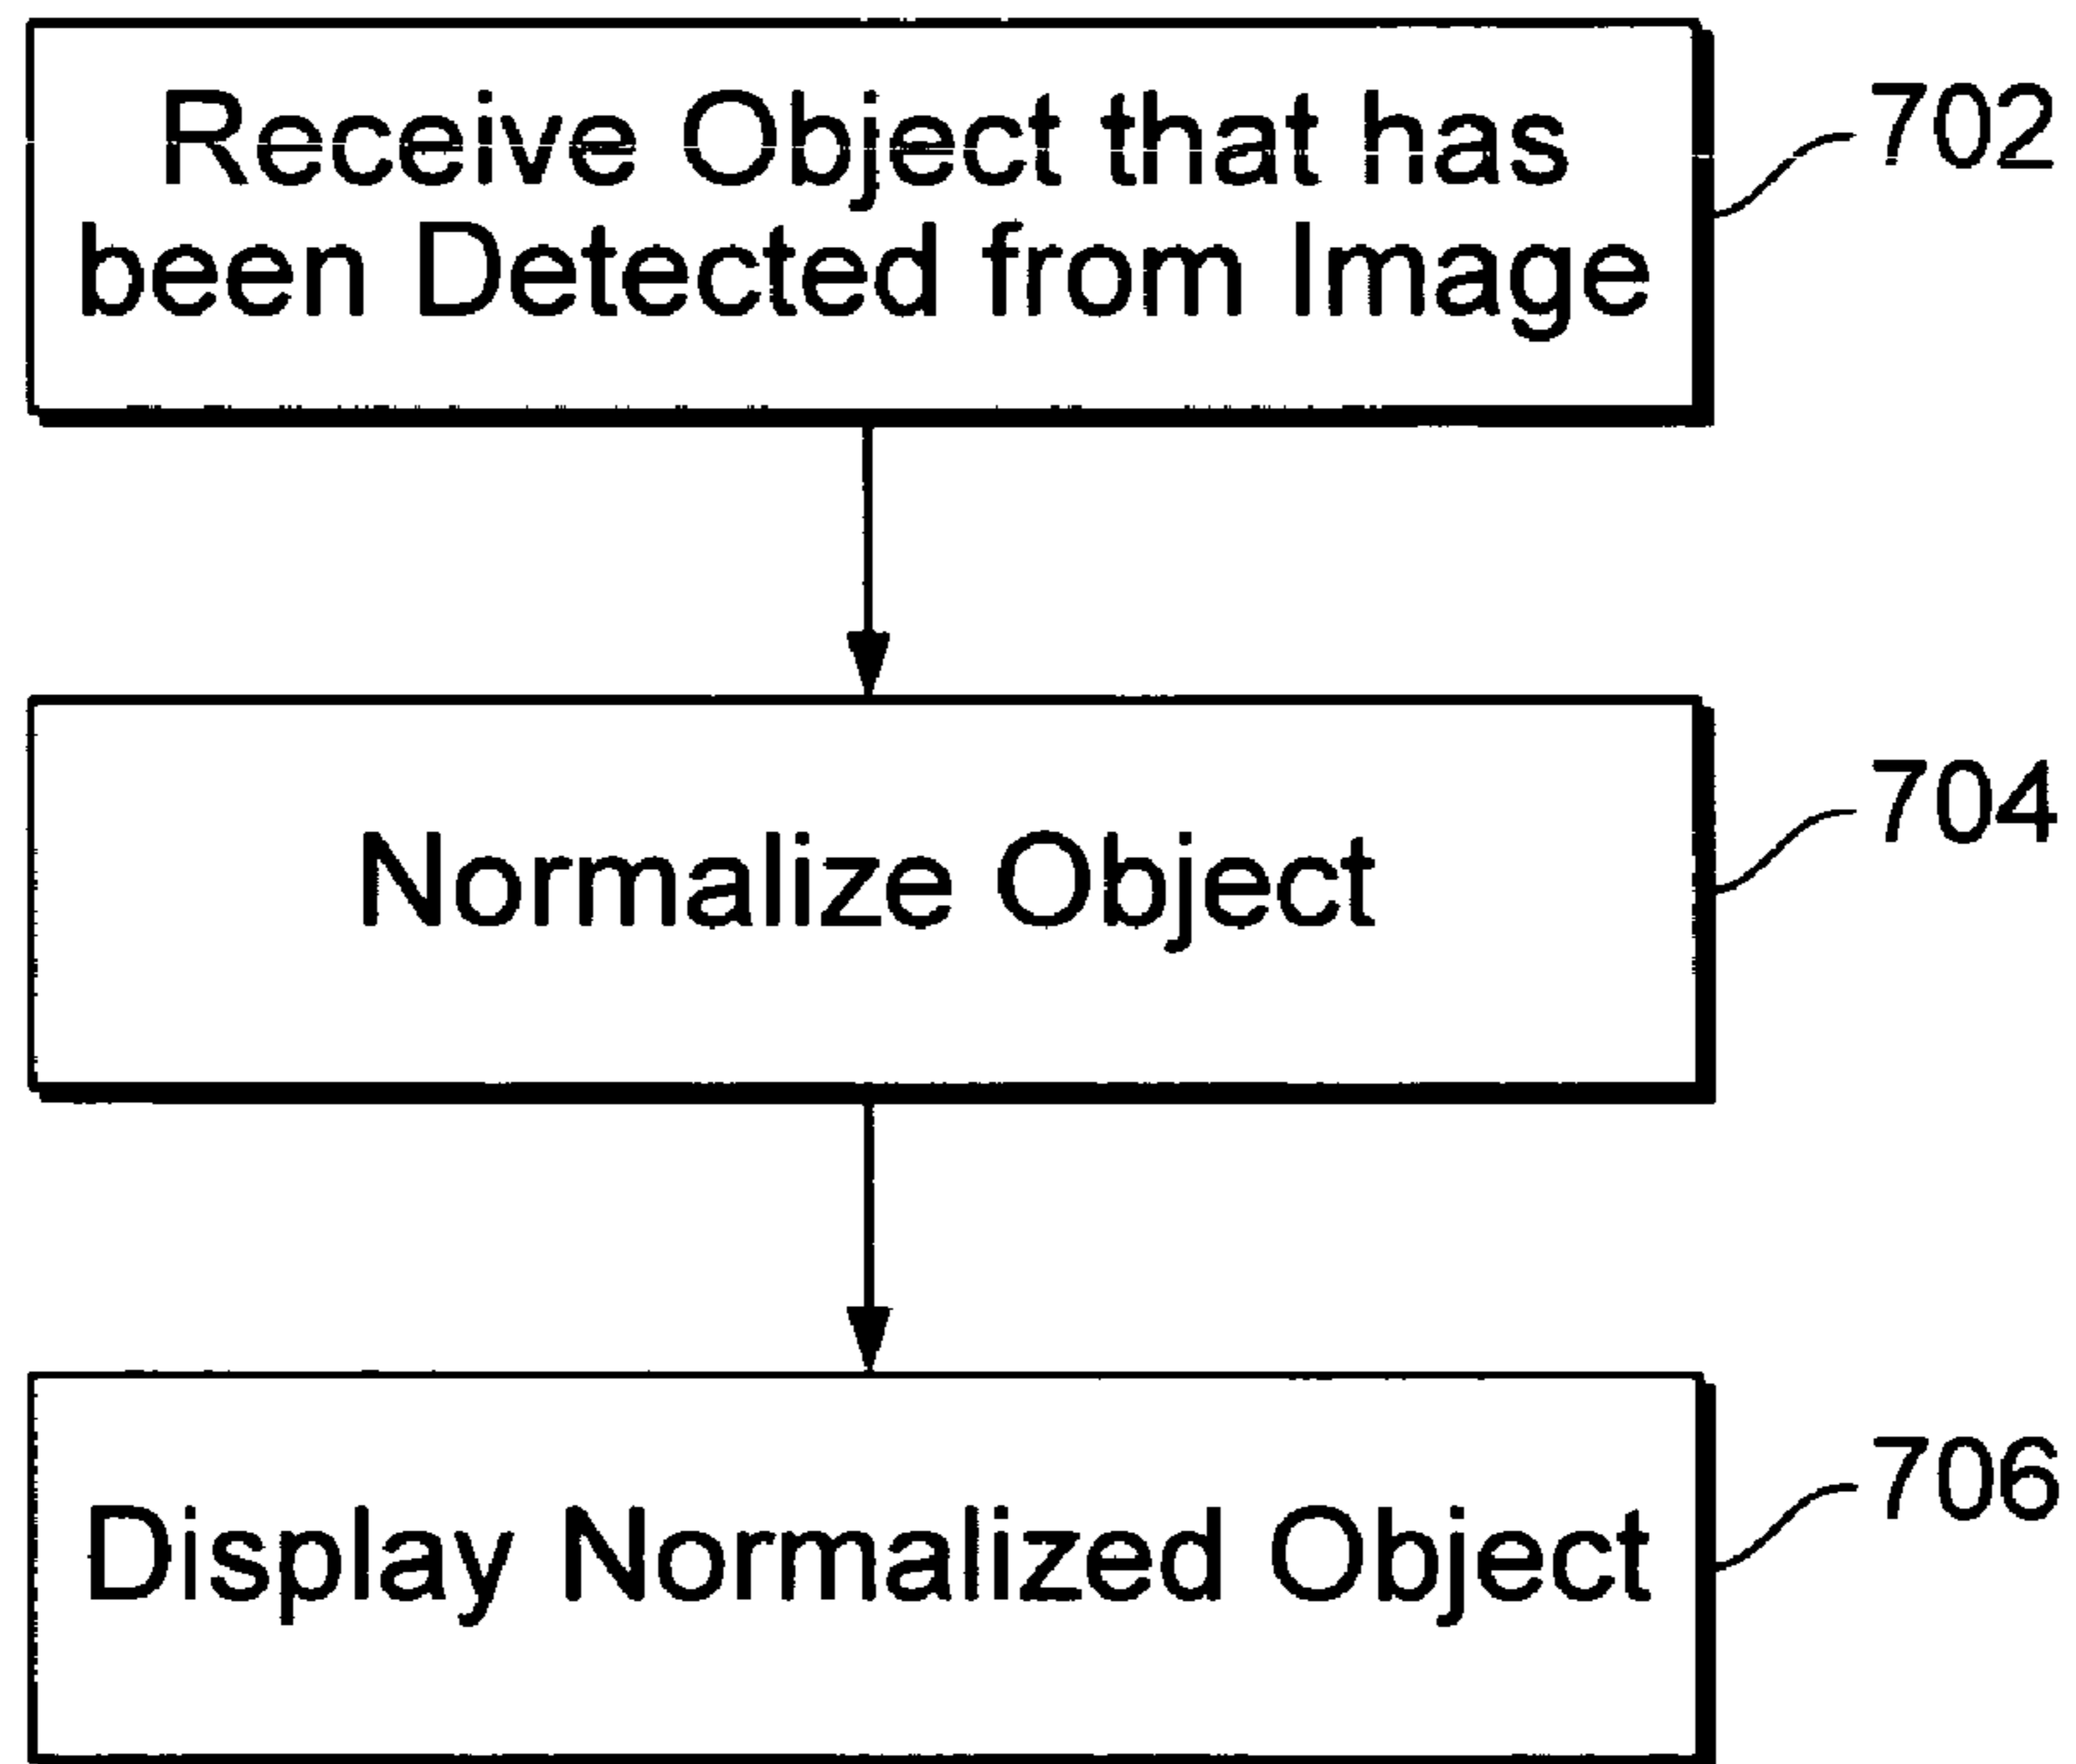 Receive Object that has
been Detected from Image
702
Normalize Object
704
Display Normalized Object
706